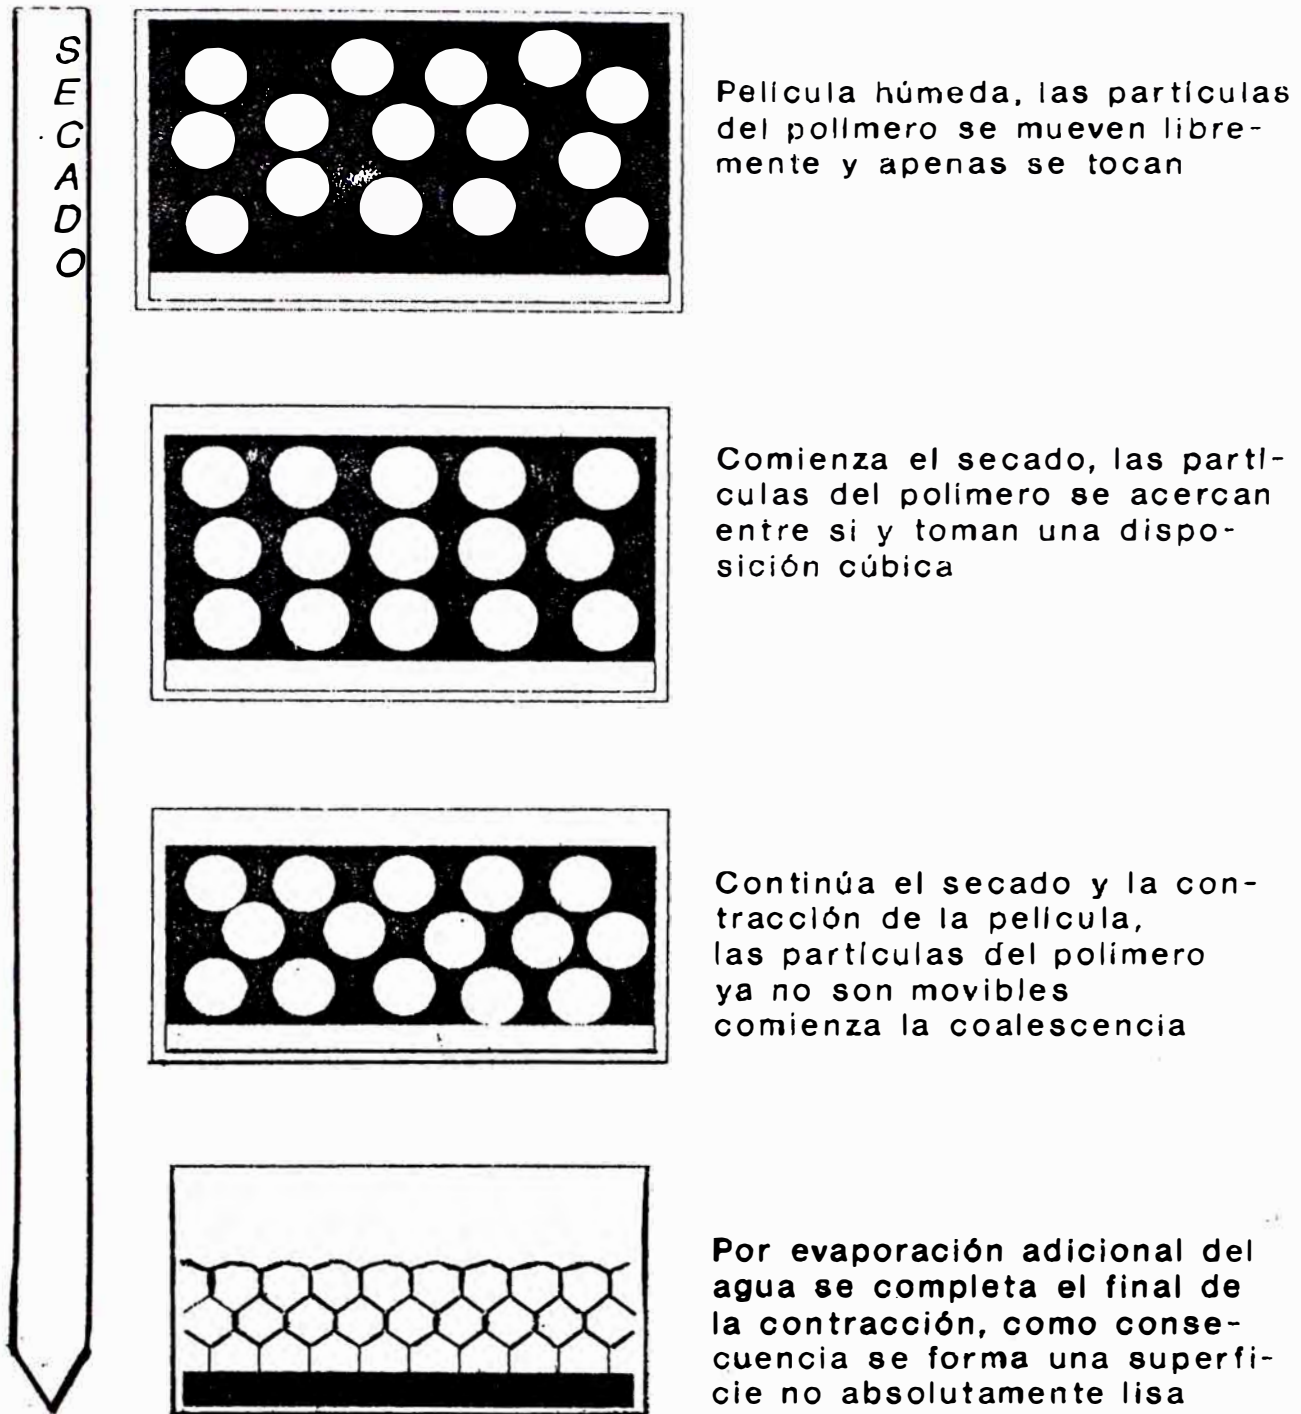 SECADO
Película húmeda, las partículas
del polímero se mueven libre-
mente y apenas se tocan
Comienza el secado, las partí-
culas del polímero se acercan
entre si y toman una dispo-
sición cúbica
Continúa el secado y la con-
tracción de la película,
las partículas del polímero
ya no son movibles
comienza la coalescencia
Por evaporación adicional del
agua se completa el final de
la contracción, como conse-
cuencia se forma una superfi-
cie no absolutamente lisa